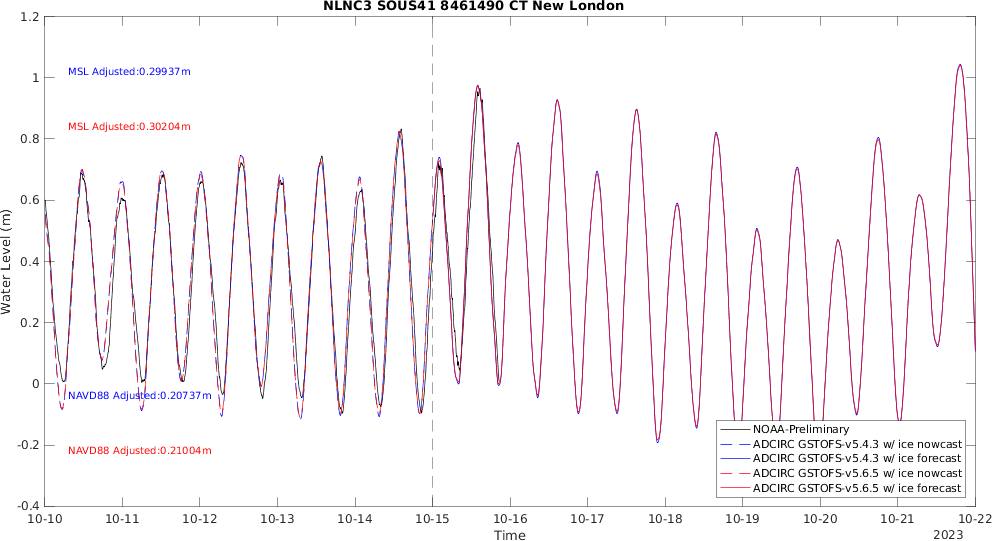 NLNC3 SOUS41 8461490 CT New London
1.2
1
0.8
0.6
0.4
0.2
0
-0.2
-0.4
Water Level (m)
MSL Adjusted:0.29937m
MSL Adjusted:0.30204m
NAVD88 Adjusted:0.20737m
NAVD88 Adjusted:0.21004m
NOAA-Preliminary
ADCIRC GSTOFS-v5.4.3 w/ ice nowcast
ADCIRC GSTOFS-v5.4.3 w/ ice forecast
ADCIRC GSTOFS-v5.6.5 w/ ice nowcast
ADCIRC GSTOFS-v5.6.5 w/ ice forecast
10-10 10-11 10-12 10-13 10-14 10-15 10-16 10-17 10-18 10-19 10-20 10-21 10-22
Time
2023